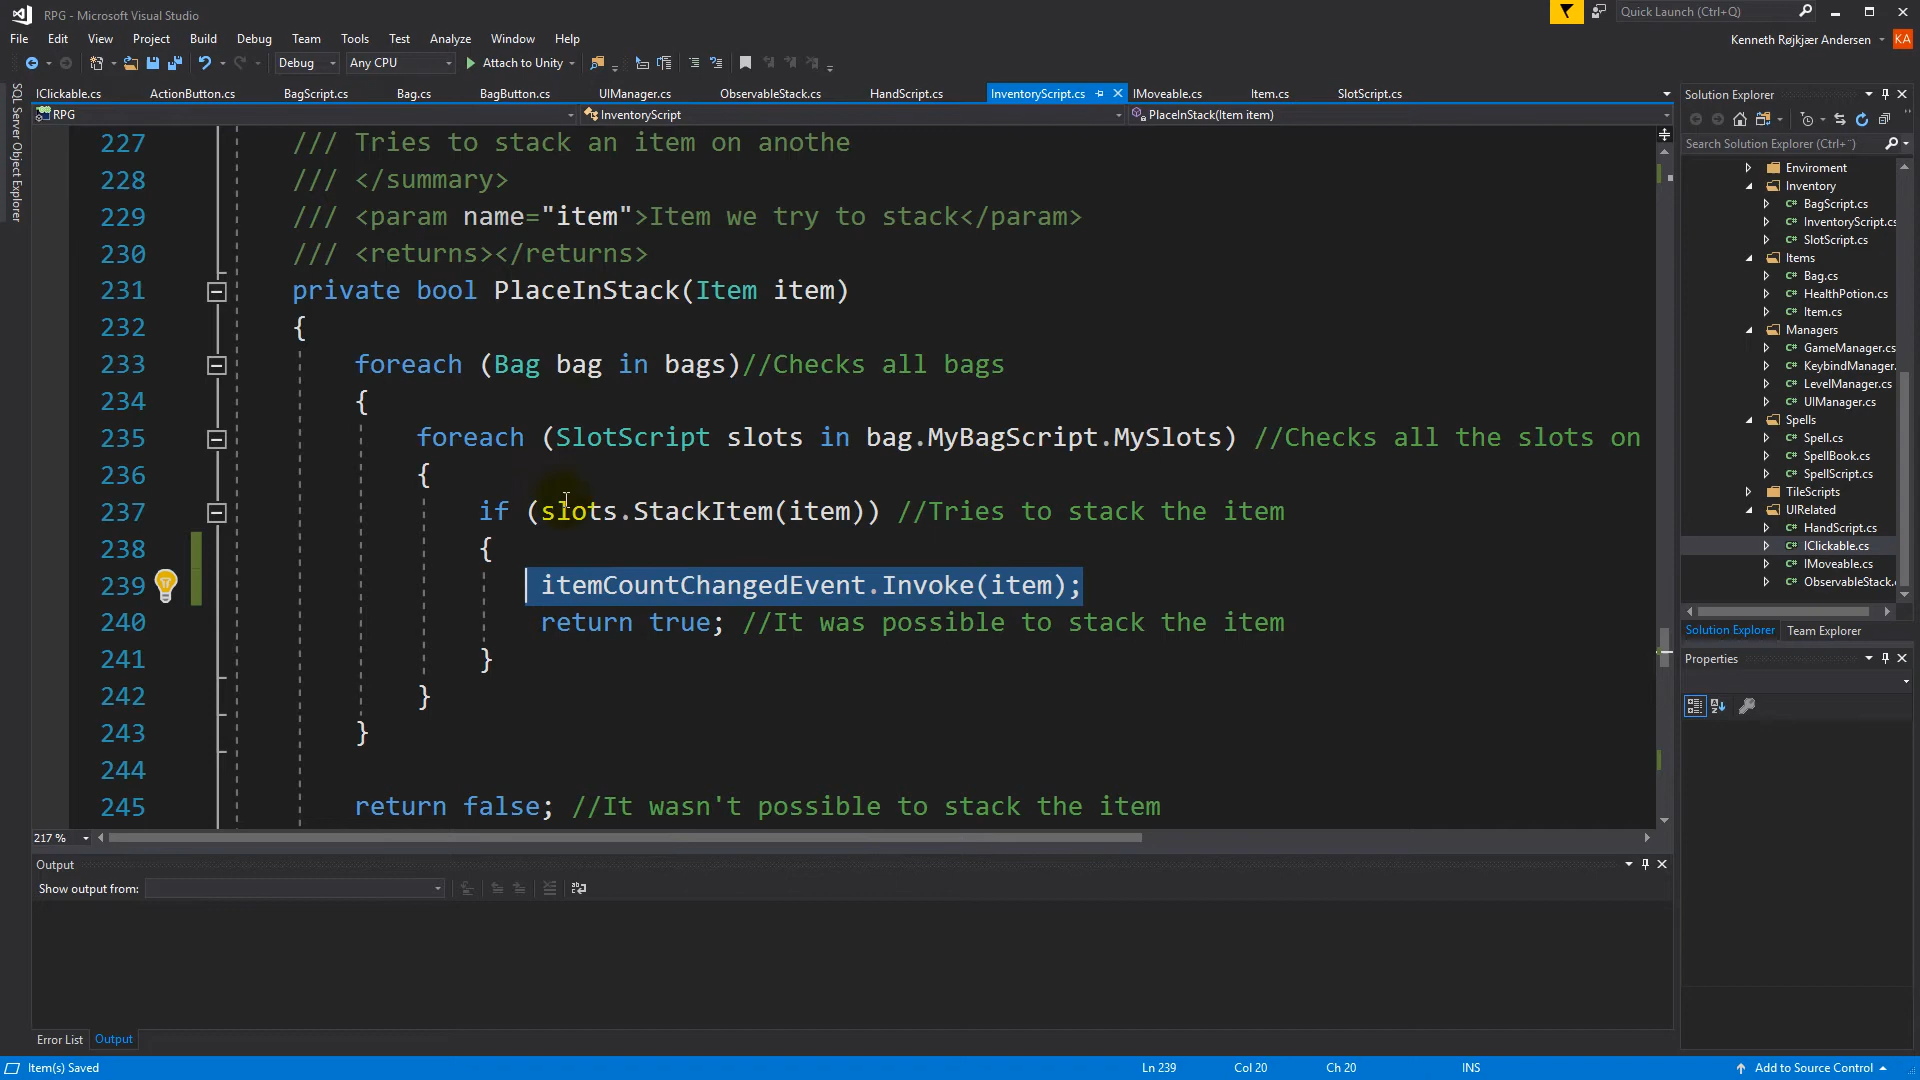 RPG - Microsoft Visual Studio
Quick Launch (Ctrl+Q)
File Edit View Project Build Debug Team Tools Test Analyze Window Help
Kenneth Røjkjær Andersen KA
Debug Any CPU Attach to Unity
SQL Server Object Explorer
IClickable.cs ActionButton.cs BagScript.cs Bag.cs BagButton.cs UIManager.cs ObservableStack.cs HandScript.cs InventoryScript.cs IMoveable.cs Item.cs SlotScript.cs
RPG InventoryScript PlaceInStack(Item item)
227 /// Tries to stack an item on anothe
228 /// </summary>
229 /// <param name="item">Item we try to stack</param>
230 /// <returns></returns>
231 private bool PlaceInStack(Item item)
232 {
233 foreach (Bag bag in bags)//Checks all bags
234 {
235 foreach (SlotScript slots in bag.MyBagScript.MySlots) //Checks all the slots on
236 {
237 if (slots.StackItem(item)) //Tries to stack the item
238 {
239 itemCountChangedEvent.Invoke(item);
240 return true; //It was possible to stack the item
241 }
242 }
243 }
244
245 return false; //It wasn't possible to stack the item
217 %
Output
Show output from:
Error List Output
Item(s) Saved
Ln 239 Col 20 Ch 20 INS
Add to Source Control
Solution Explorer
Search Solution Explorer (Ctrl+¨)
Enviroment
Inventory
BagScript.cs
InventoryScript.cs
SlotScript.cs
Items
Bag.cs
HealthPotion.cs
Item.cs
Managers
GameManager.cs
KeybindManager.
LevelManager.cs
UIManager.cs
Spells
Spell.cs
SpellBook.cs
SpellScript.cs
TileScripts
UIRelated
HandScript.cs
IClickable.cs
IMoveable.cs
ObservableStack.
Solution Explorer Team Explorer
Properties